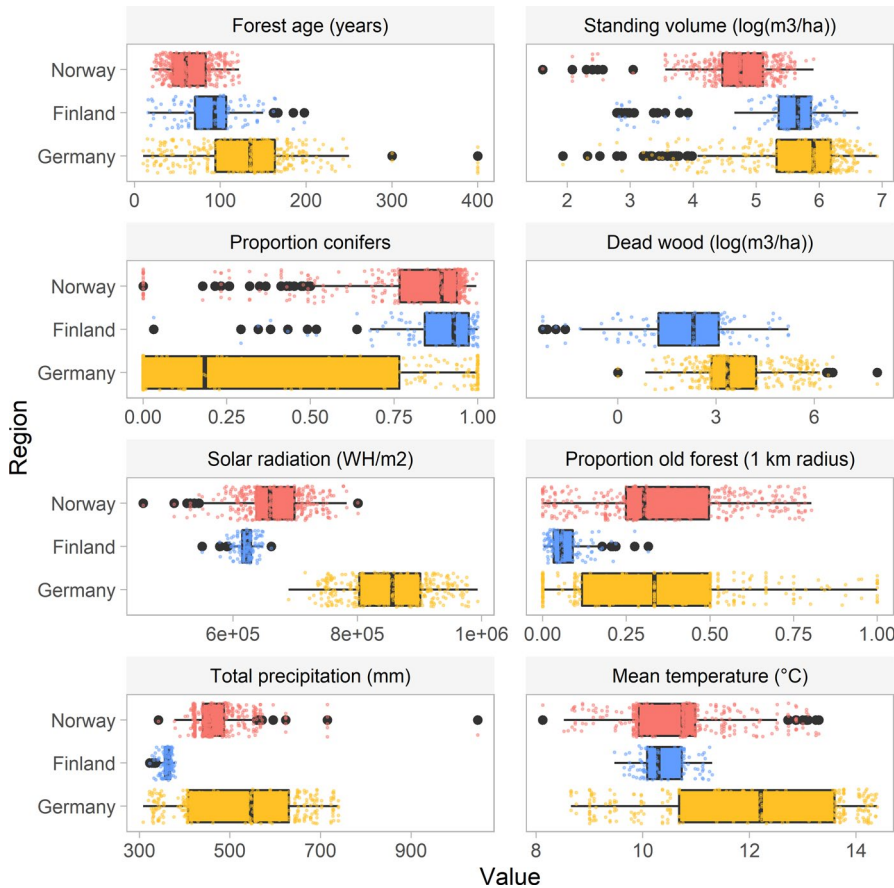 Forest age (years)
Standing volume (log(m3/ha))
Norway
Finland
Germany
0 100 200 300 400
2 3 4 5 6 7
Proportion conifers
Dead wood (log(m3/ha))
Norway
Finland
Germany
0.00 0.25 0.50 0.75 1.00
0 3 6
Region
Solar radiation (WH/m2)
Proportion old forest (1 km radius)
Norway
Finland
Germany
6e+05 8e+05 1e+06
0.00 0.25 0.50 0.75 1.00
Total precipitation (mm)
Mean temperature (°C)
Norway
Finland
Germany
300 500 700 900
8 10 12 14
Value